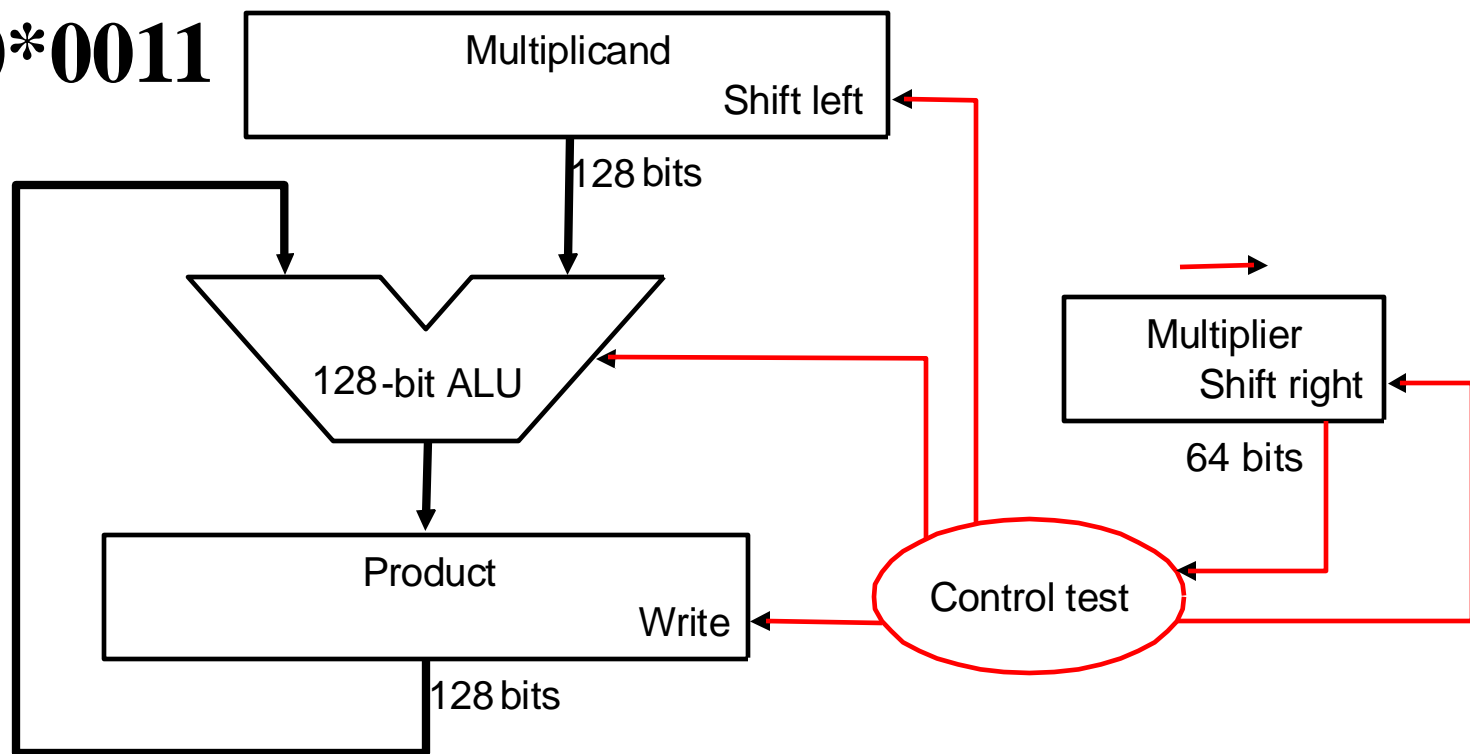 *0011
Multiplicand
Shift left
128 bits
128-bit ALU
Multiplier
Shift right
64 bits
Product
Write
Control test
128 bits